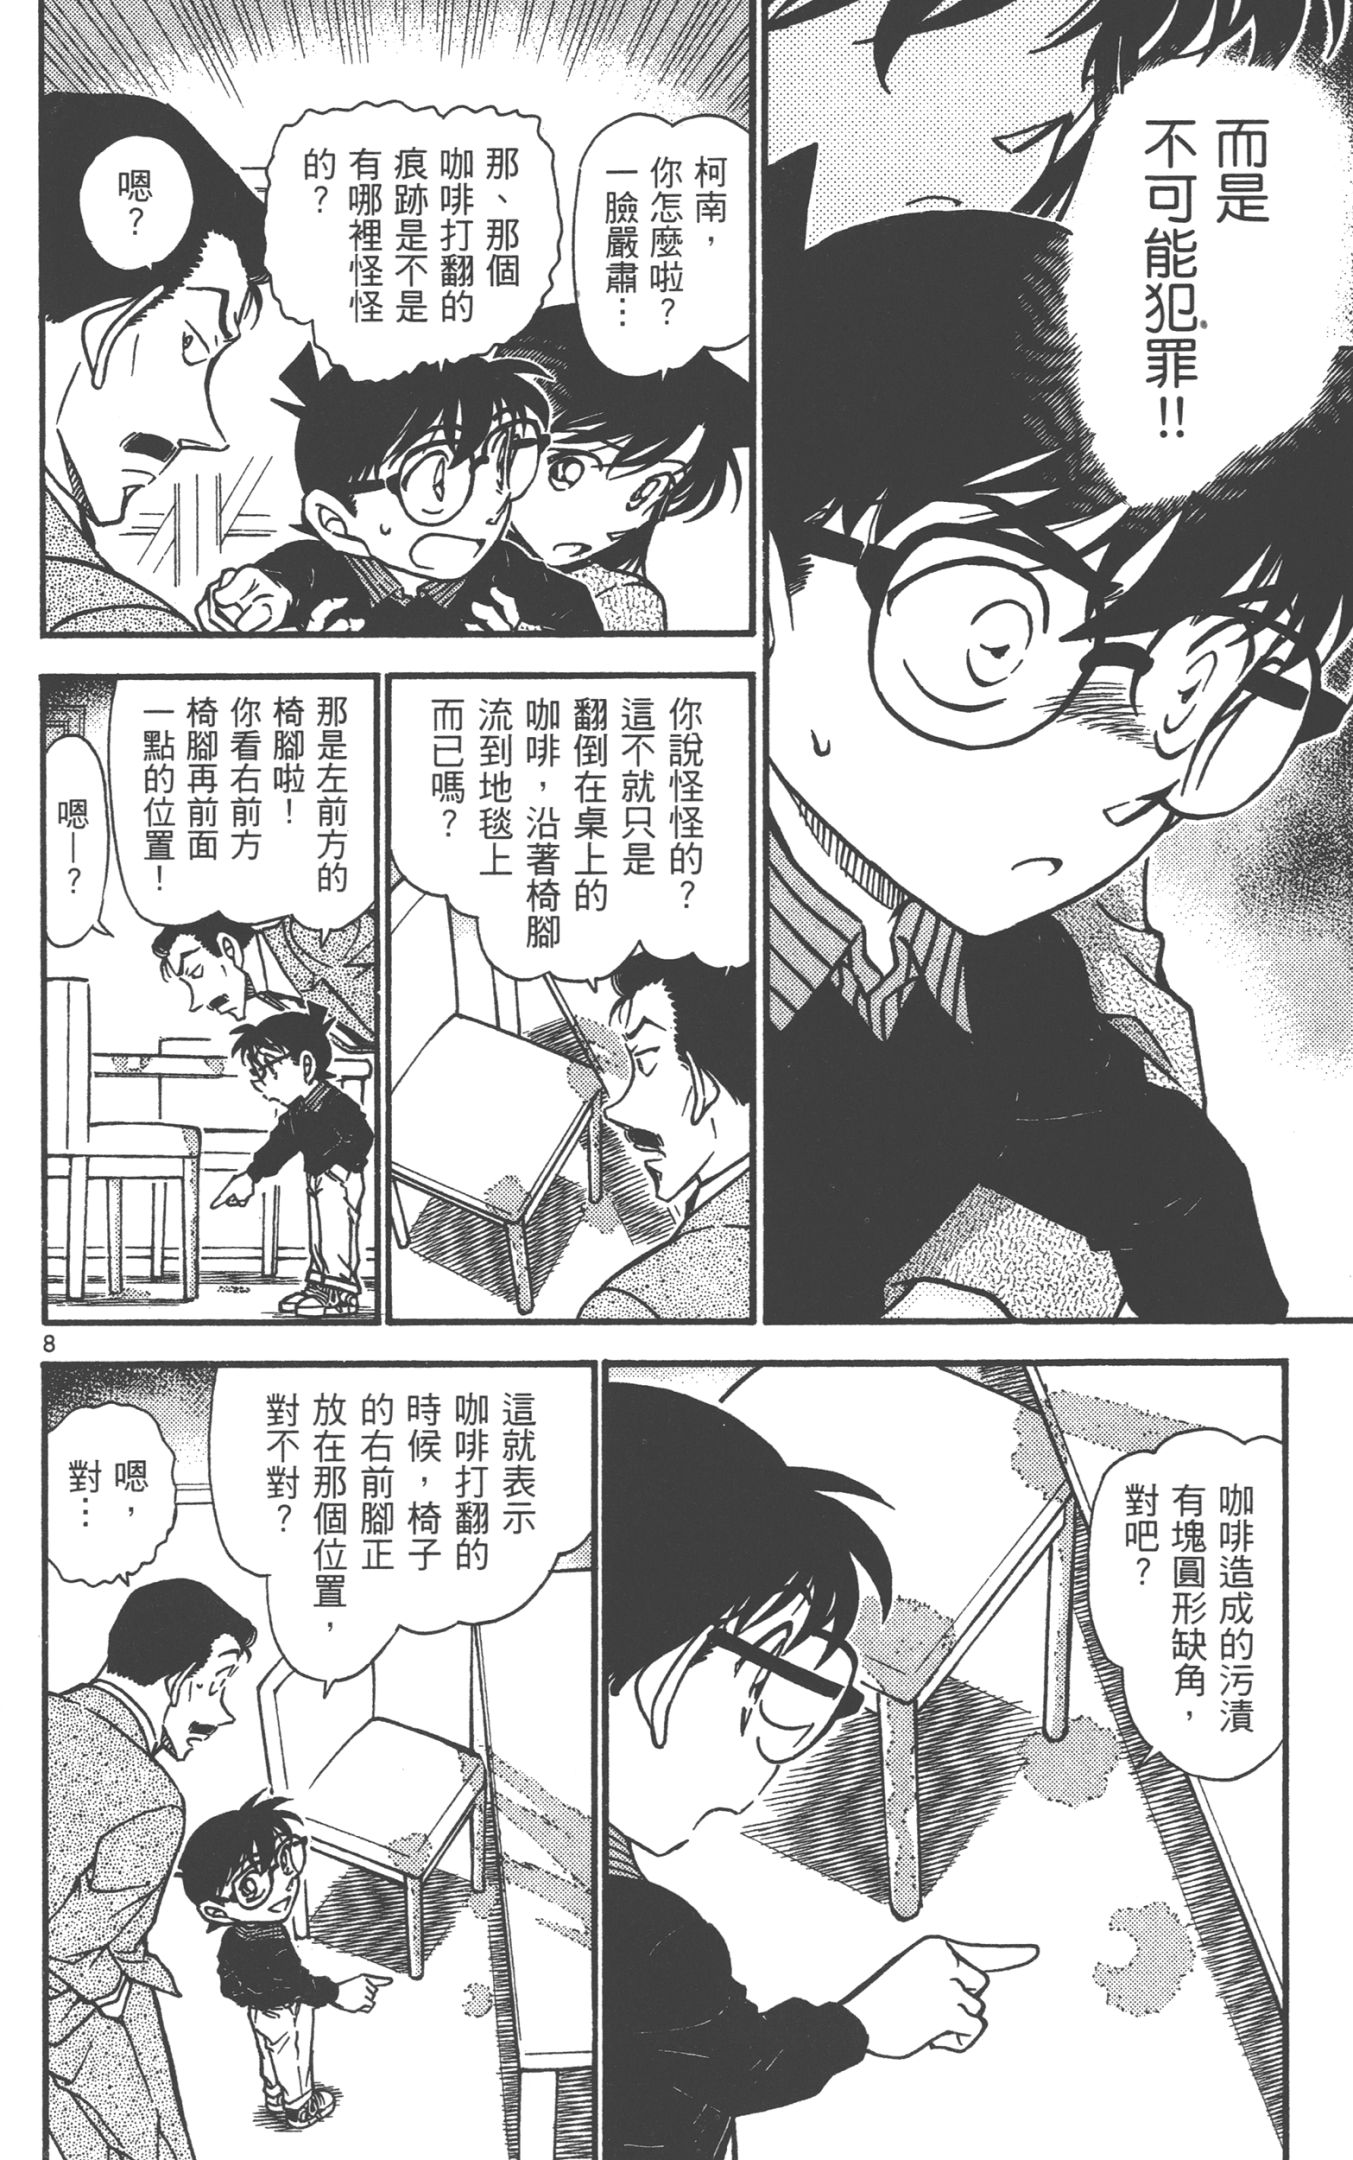 而是
不可能犯罪!!
柯南，
你怎麼啦？
一臉嚴肅…
那、那個
咖啡打翻的
痕跡是不是
有哪裡怪怪
的？
嗯？
你說怪怪的？
這不就只是
翻倒在桌上的
咖啡，沿著椅腳
流到地毯上
而已嗎？
那是左前方的
椅腳啦！
你看右前方
椅腳再前面
一點的位置！
嗯—？
8
咖啡造成的污漬
有塊圓形缺角，
對吧？
這就表示
咖啡打翻的
時候，椅子
的右前腳正
放在那個位置，
對不對？
嗯，
對…